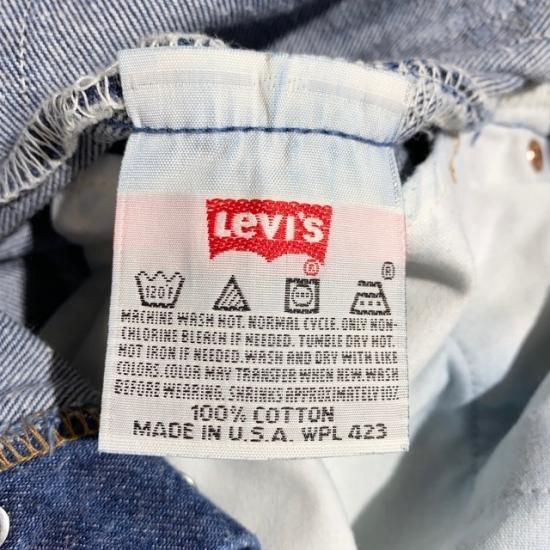 LEVI'S
®
®
120F
MACHINE WASH HOT. NORMAL CYCLE. ONLY NON-
CHLORINE BLEACH IF NEEDED. TUMBLE DRY HOT.
HOT IRON IF NEEDED. WASH AND DRY WITH LIKE
COLORS. COLOR MAY TRANSFER WHEN NEW WASH
BEFORE WEARING. SHRINKS APPROXIMATELY 10%
100% COTTON
MADE IN U.S.A. WPL 423